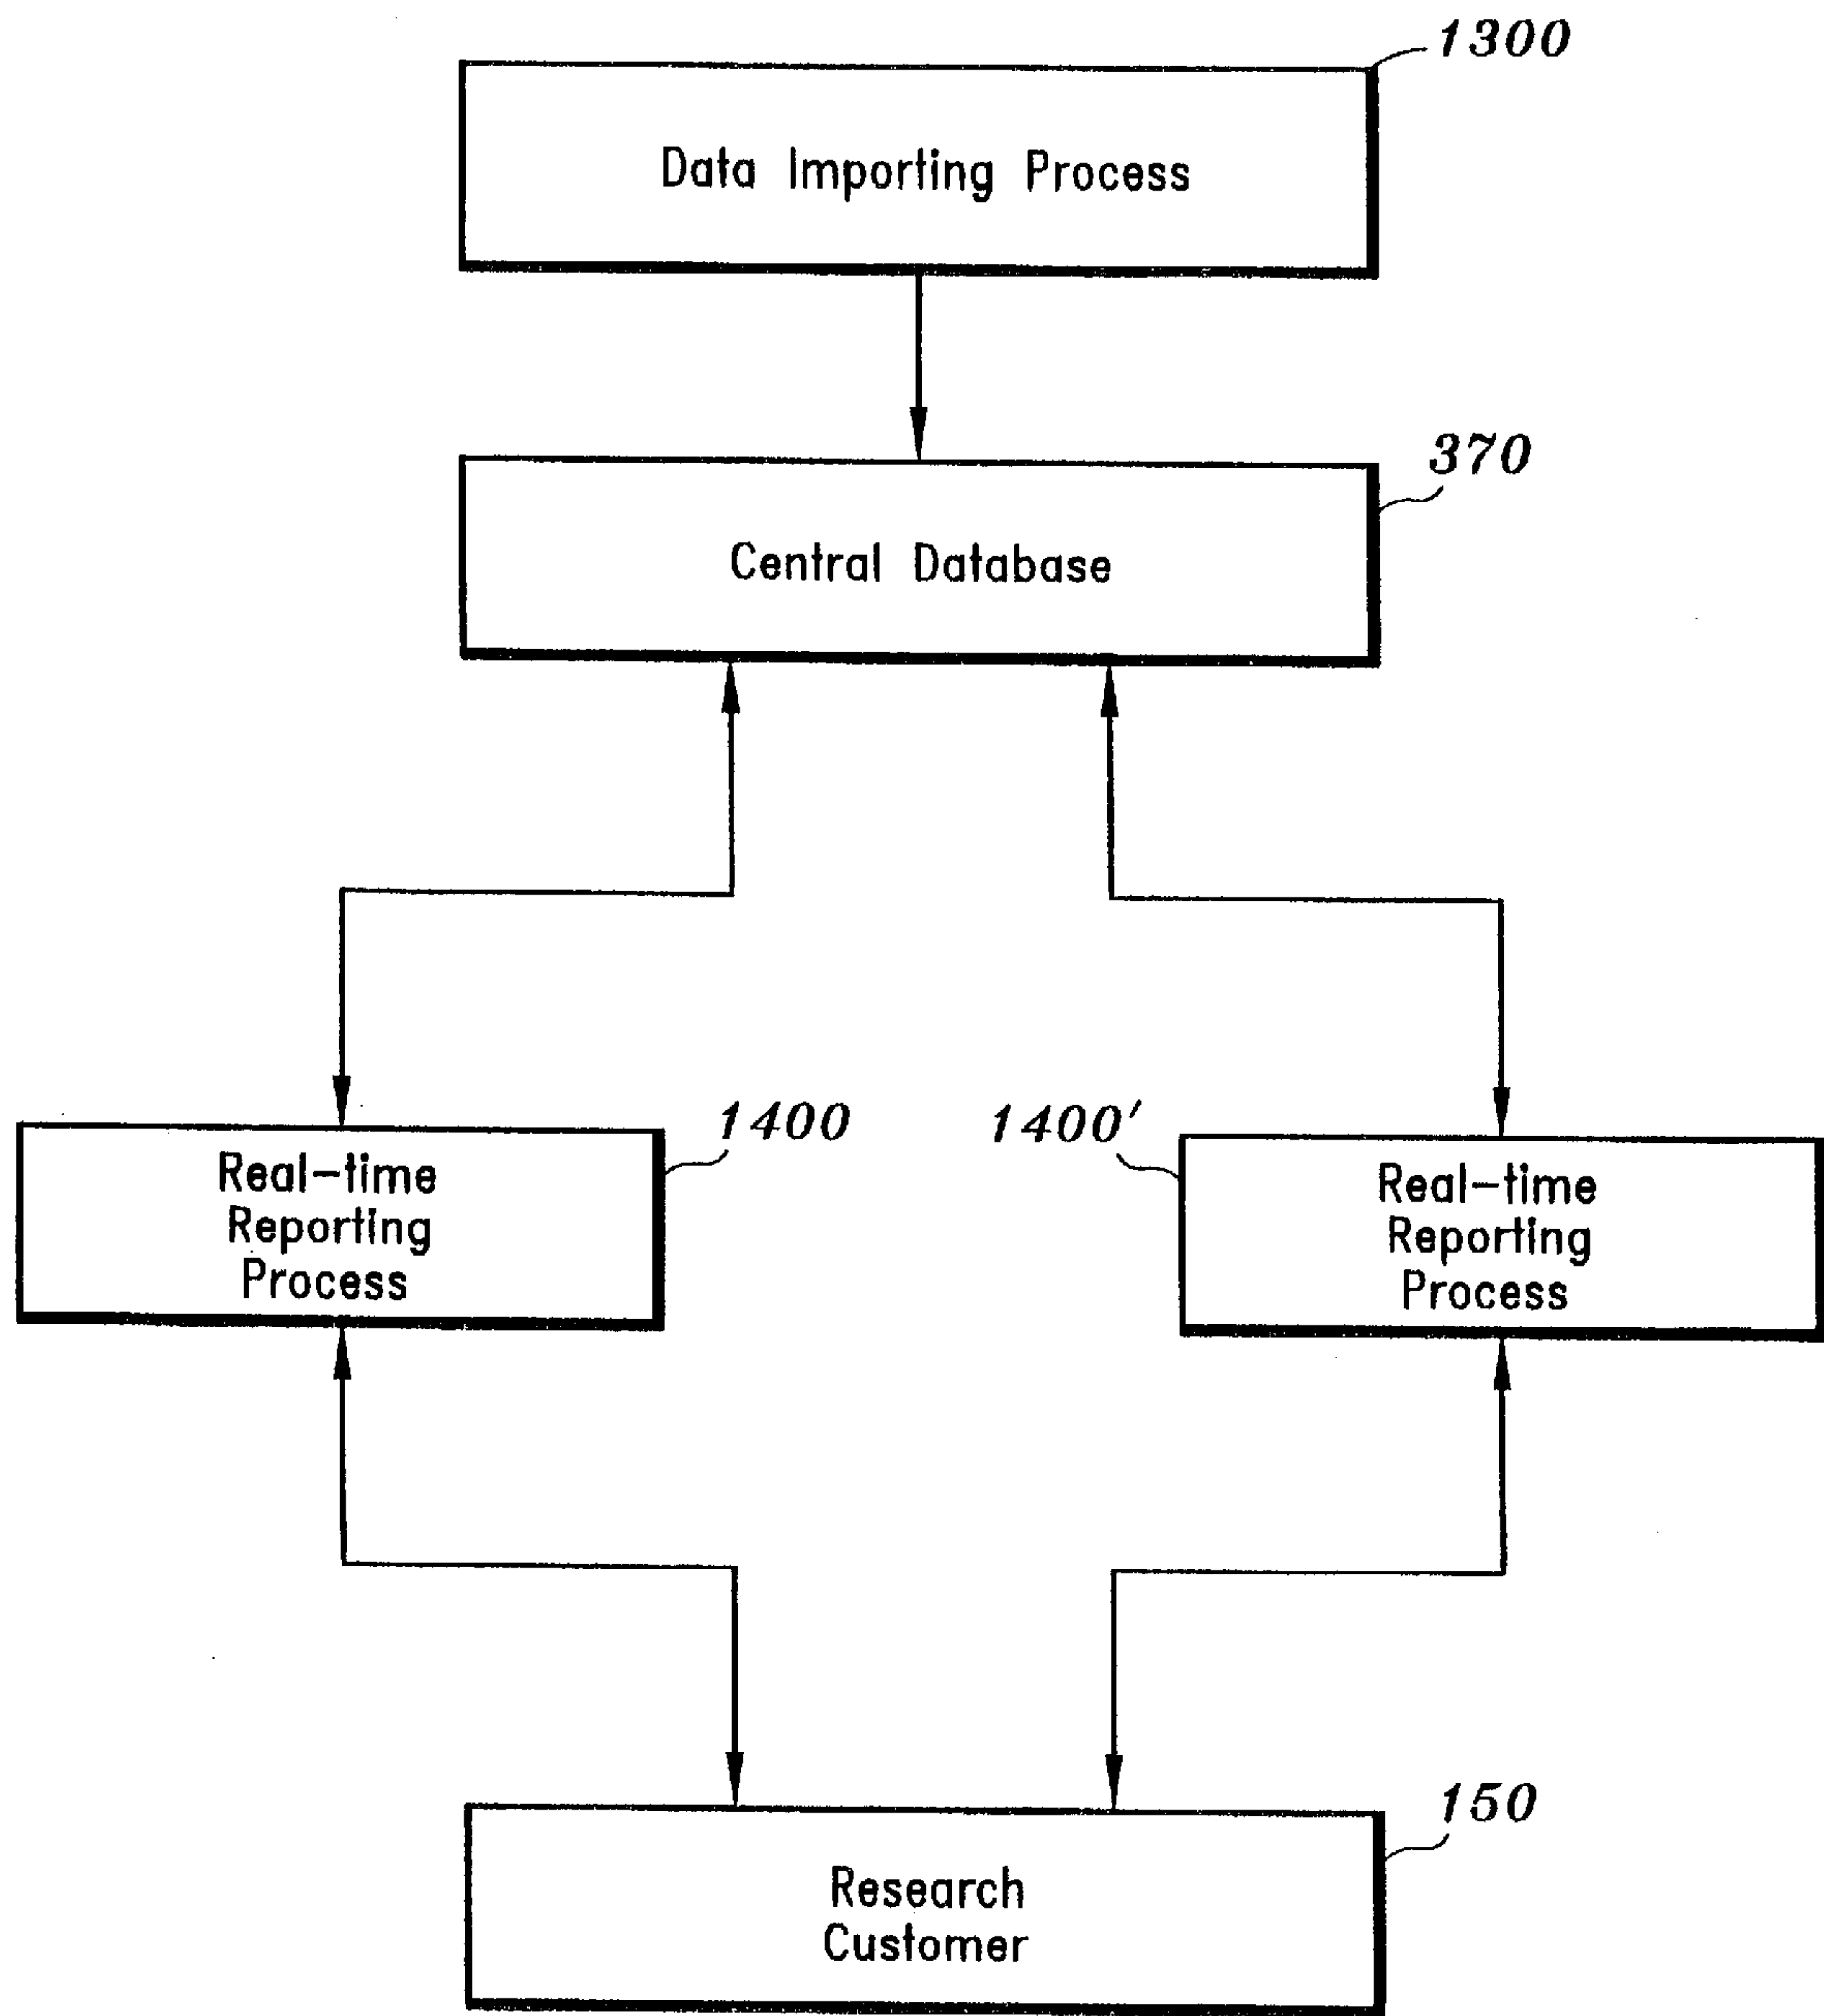 1300
Data Importing Process
370
Central Database
1400
1400'
Real-time
Reporting
Process
Real-time
Reporting
Process
150
Research
Customer